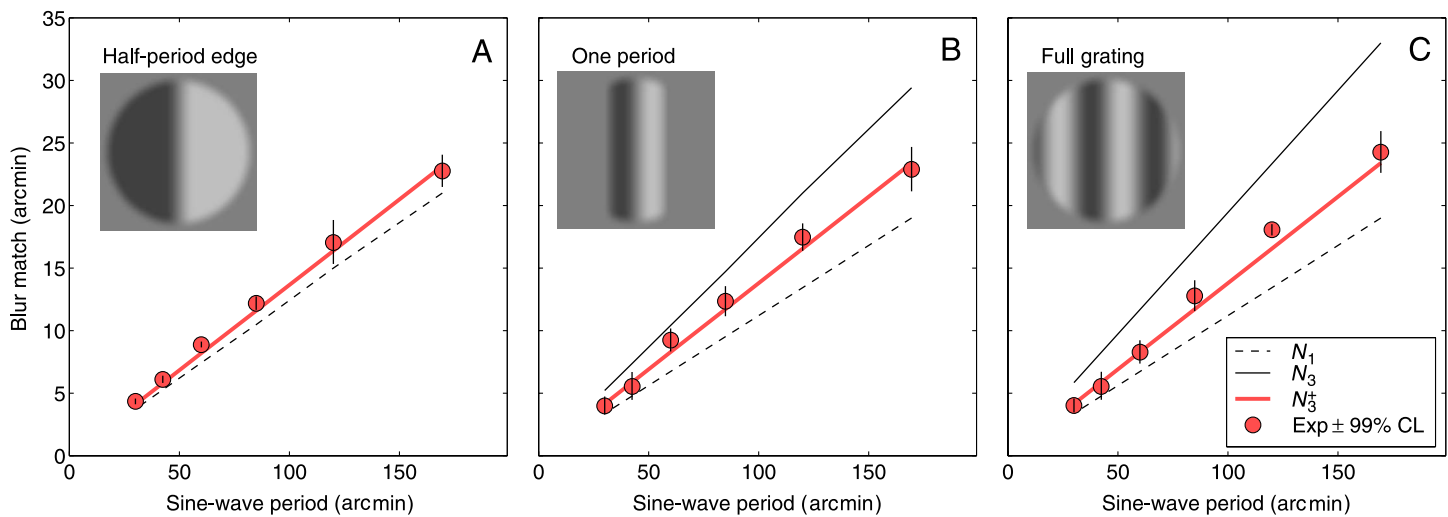 Half-period edge
A
One period
B
Full grating
C
Blur match (arcmin)
35
30
25
20
15
10
5
0
0 50 100 150
Sine-wave period (arcmin)
0 50 100 150
Sine-wave period (arcmin)
0 50 100 150
Sine-wave period (arcmin)
N₁
N₃
N₃⁺
Exp ± 99% CL